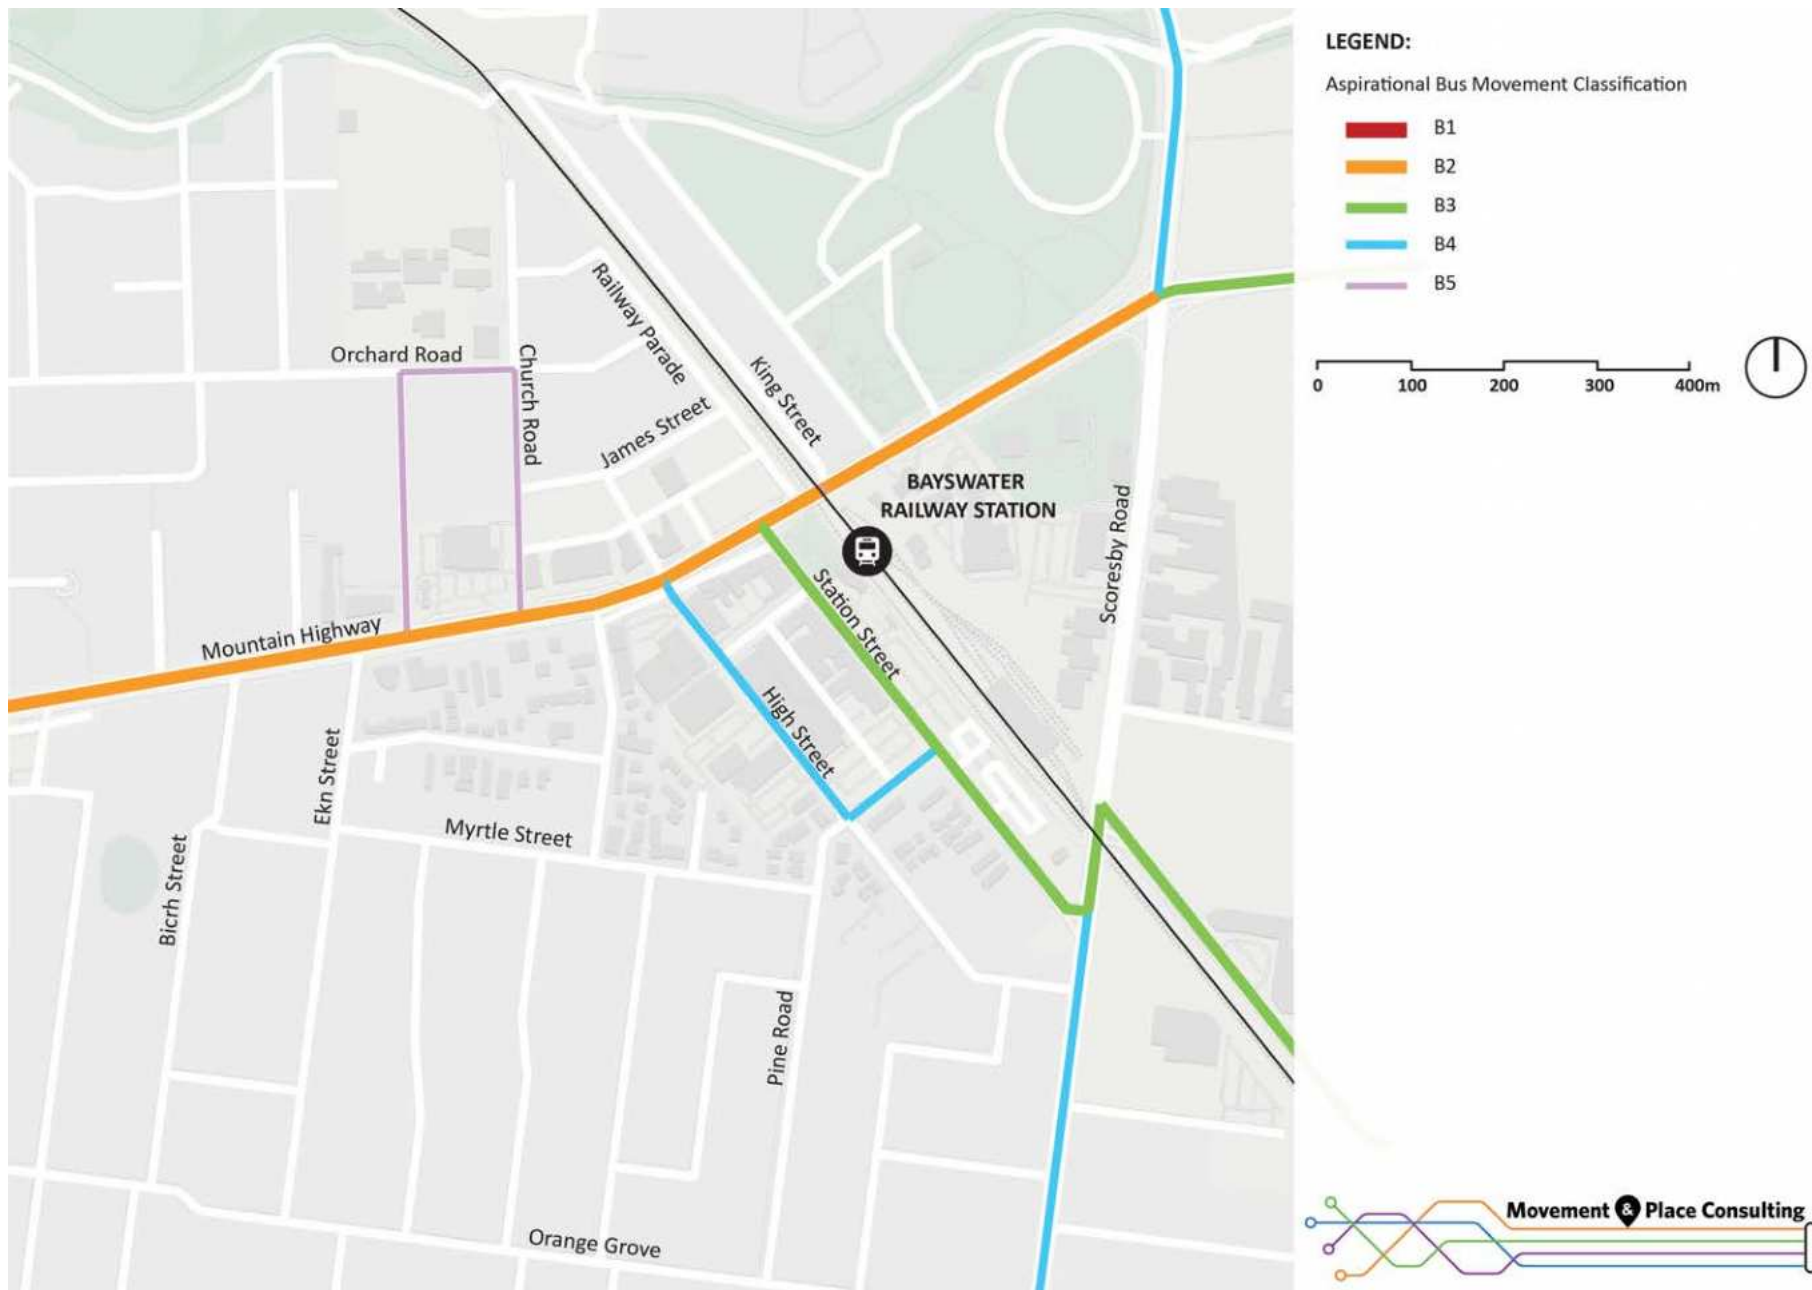 LEGEND:
Aspirational Bus Movement Classification
B1
B2
B3
B4
B5
0 100 200 300 400m
Railway Parade
Orchard Road
Church Road
King Street
James Street
BAYSWATER
RAILWAY STATION
Scoresby Road
Station Street
Mountain Highway
High Street
Ekn Street
Myrtle Street
Bicrh Street
Pine Road
Orange Grove
Movement & Place Consulting